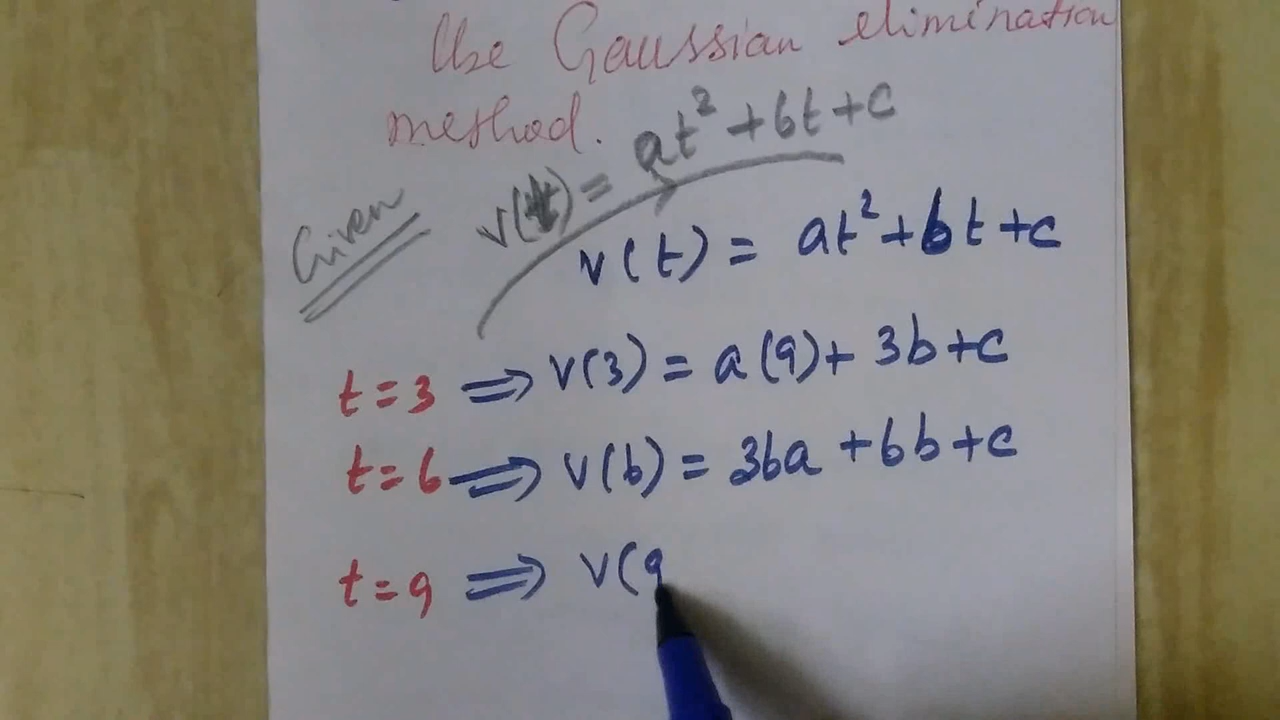 Use Gaussian elimination
method.
v(t) = at² + bt + c
Given
v(t) = at² + bt + c
t = 3 ⟹ v(3) = a(9) + 3b + c
t = 6 ⟹ v(6) = 36a + 6b + c
t = 9 ⟹ v(9